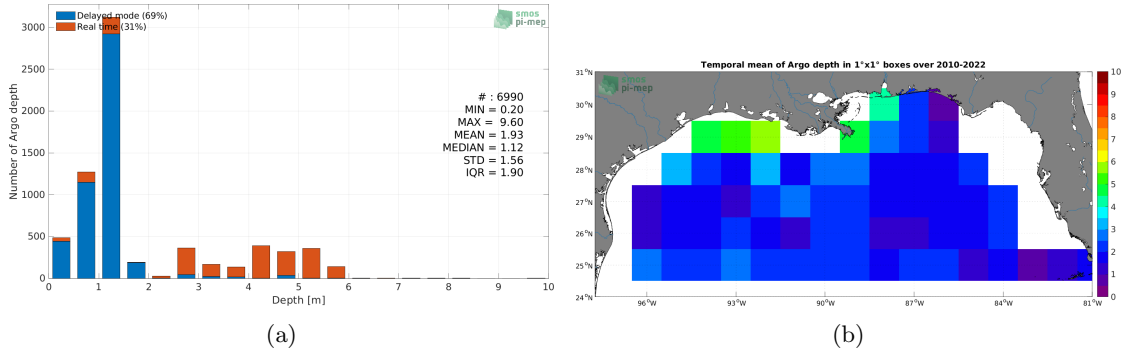 Delayed mode (69%)
Real time (31%)
smos
pi-mep
# : 6990
MIN = 0.20
MAX = 9.60
MEAN = 1.93
MEDIAN = 1.12
STD = 1.56
IQR = 1.90
Number of Argo depth
3000
2500
2000
1500
1000
500
0
0 1 2 3 4 5 6 7 8 9 10
Depth [m]
(a)
Temporal mean of Argo depth in 1°x1° boxes over 2010-2022
smos
pi-mep
31°N
30°N
29°N
28°N
27°N
26°N
25°N
24°N
96°W 93°W 90°W 87°W 84°W 81°W
10
9
8
7
6
5
4
3
2
1
0
(b)